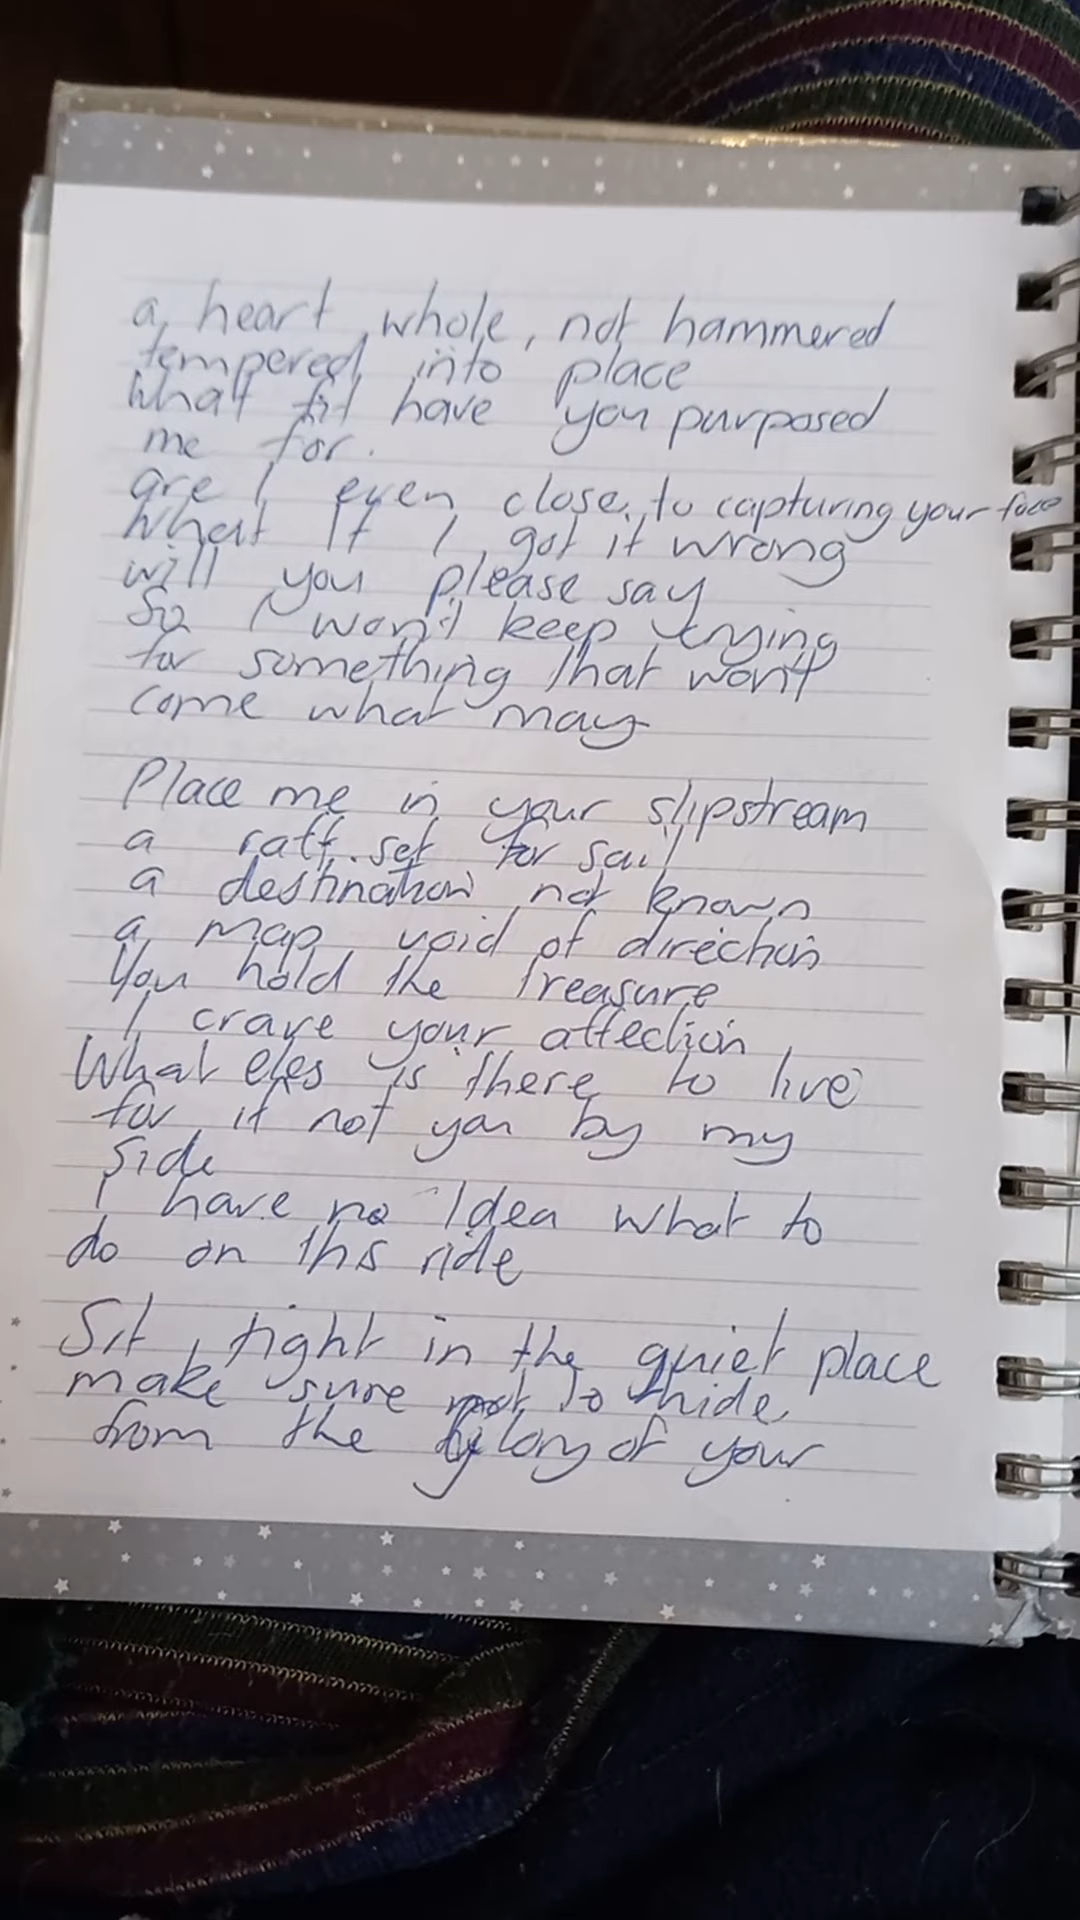 a heart whole, not hammered
tempered into place
What fit have you purposed
me for.
are I even close to capturing your face
What If I got it wrong
will you please say
So I won't keep trying
for something that won't
come what may
Place me in your slipstream
a raft set for sail
a destination not known
a map void of direction
You hold the treasure
I crave your affection
What eles is there to live
for if not you by my
side
I have no Idea what to
do on this ride
Sit tight in the quiet place
make sure not to hide
from the glory of your